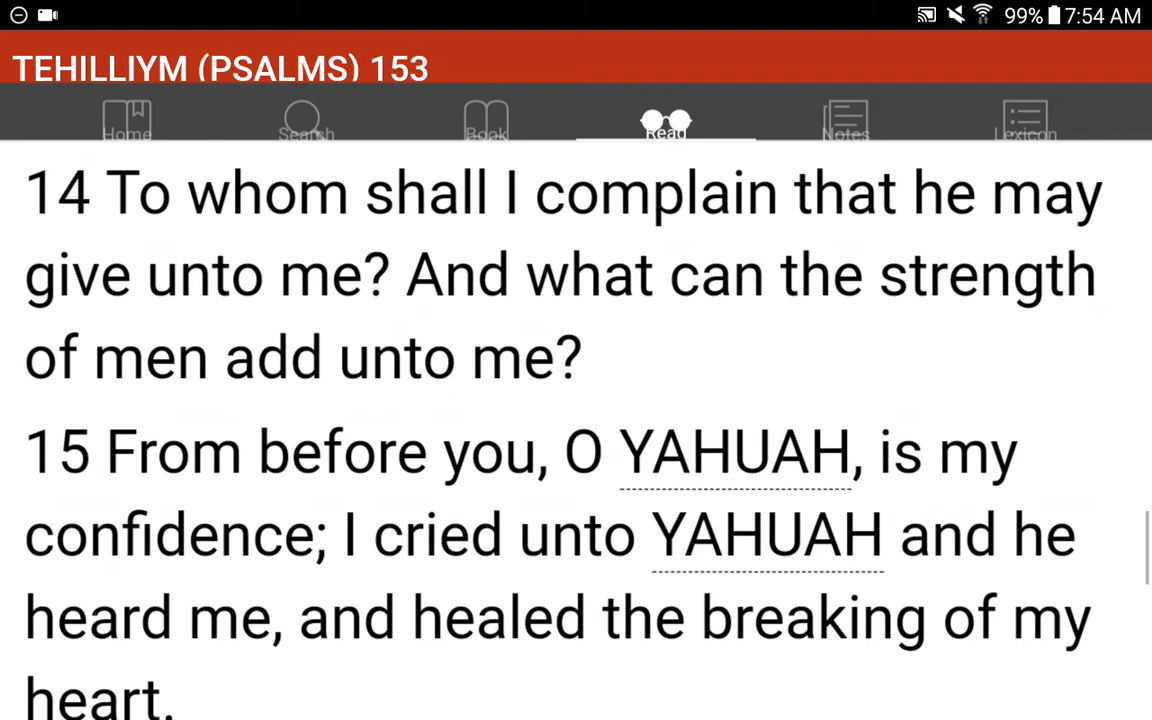 99% 7:54 AM
TEHILLIYM (PSALMS) 153
Home Search Book Read Notes Lexicon
14 To whom shall I complain that he may
give unto me? And what can the strength
of men add unto me?
15 From before you, O YAHUAH, is my
confidence; I cried unto YAHUAH and he
heard me, and healed the breaking of my
heart.